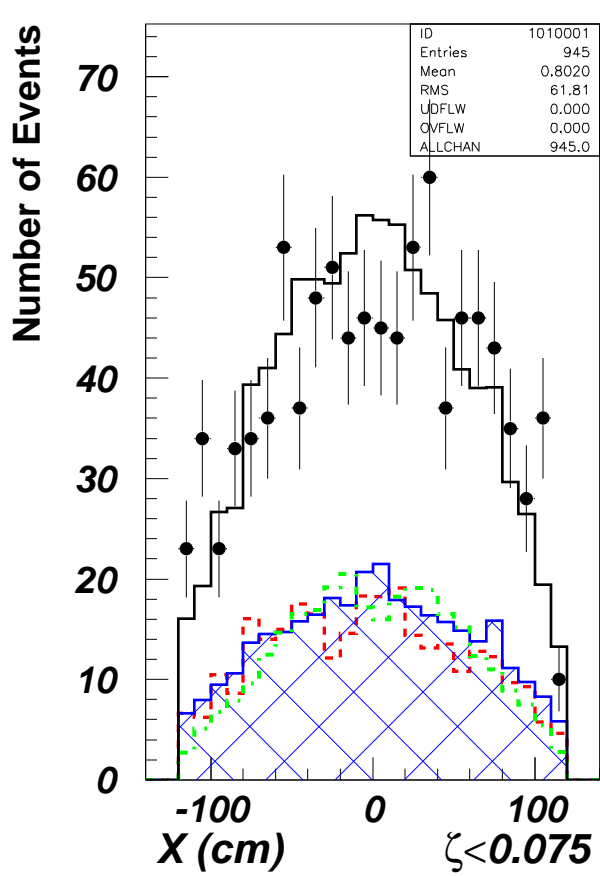 Number of Events
ID 1010001
Entries 945
Mean 0.8020
RMS 61.81
UDFLW 0.000
OVFLW 0.000
ALLCHAN 945.0
70
60
50
40
30
20
10
0
-100 0 100
X (cm) ζ<0.075